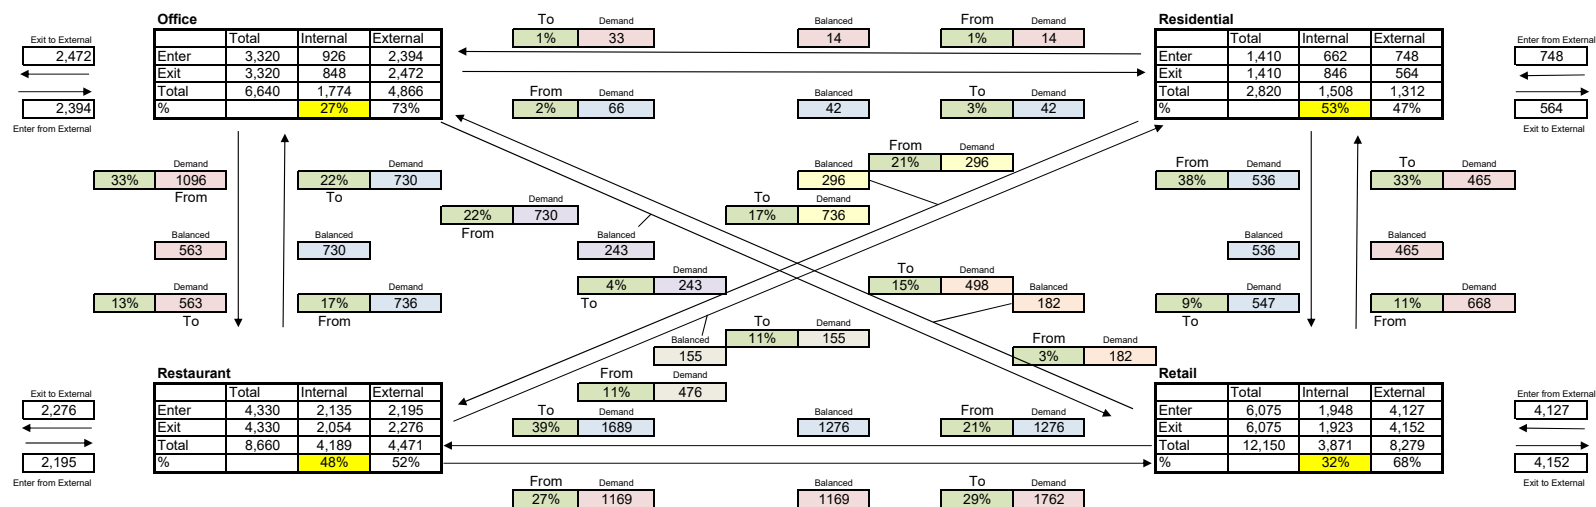 Office
To Demand Balanced From Demand
Residential
1% 33 14 1% 14
Exit to External
2,472
Total Internal External
Enter 3,320 926 2,394
Exit 3,320 848 2,472
Total 6,640 1,774 4,866
% 27% 73%
2,394
Enter from External
Total Internal External
Enter 1,410 662 748
Exit 1,410 846 564
Total 2,820 1,508 1,312
% 53% 47%
Enter from External
748
564
Exit to External
From Demand Balanced To Demand
2% 66 42 3% 42
Demand
33% 1096
From
Demand
22% 730
To
Demand
22% 730
From
From Demand
21% 296
Balanced
296
To Demand
17% 736
From Demand
38% 536
To Demand
33% 465
Balanced
563
Balanced
730
Balanced
243
Balanced
536
Balanced
465
Demand
4% 243
To
To Demand
15% 498
Balanced
182
Demand
13% 563
To
Demand
17% 736
From
Demand
9% 547
To
Demand
11% 668
From
To Demand
11% 155
Balanced
155
From Demand
3% 182
From Demand
11% 476
Restaurant
Retail
Exit to External
2,276
Total Internal External
Enter 4,330 2,135 2,195
Exit 4,330 2,054 2,276
Total 8,660 4,189 4,471
% 48% 52%
2,195
Enter from External
To Demand Balanced From Demand
39% 1689 1276 21% 1276
Total Internal External
Enter 6,075 1,948 4,127
Exit 6,075 1,923 4,152
Total 12,150 3,871 8,279
% 32% 68%
Enter from External
4,127
4,152
Exit to External
From Demand Balanced To Demand
27% 1169 1169 29% 1762